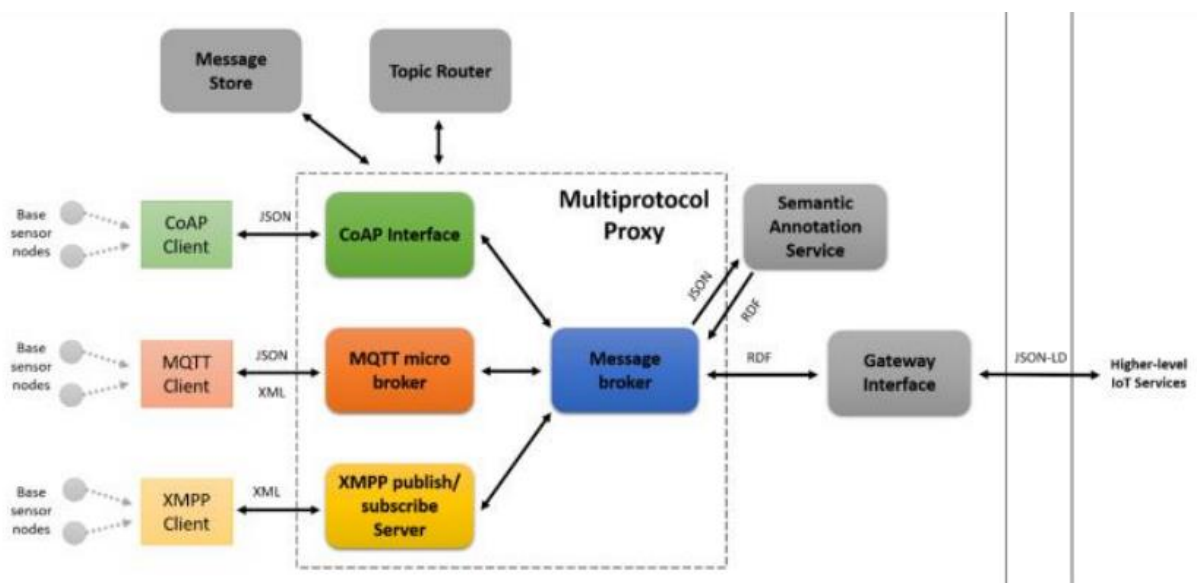 Message
Store
Topic Router
Multiprotocol
Proxy
Base
sensor
nodes
CoAP
Client
JSON
CoAP Interface
Semantic
Annotation
Service
JSON
RDF
Base
sensor
nodes
MQTT
Client
JSON
XML
MQTT micro
broker
Message
broker
RDF
Gateway
Interface
JSON-LD
Higher-level
IoT Services
Base
sensor
nodes
XMPP
Client
XML
XMPP publish/
subscribe
Server